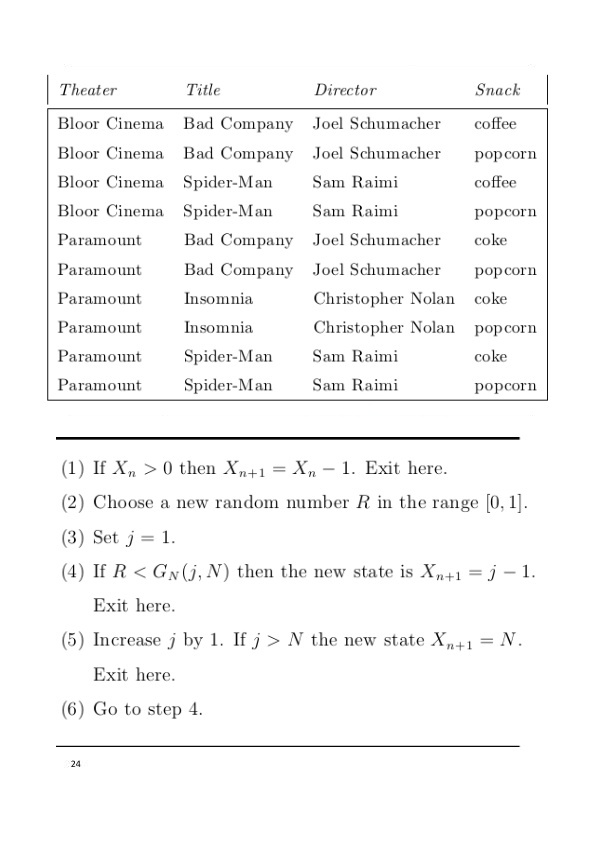 Theater Title Director Snack
Bloor Cinema Bad Company Joel Schumacher coffee
Bloor Cinema Bad Company Joel Schumacher popcorn
Bloor Cinema Spider-Man Sam Raimi coffee
Bloor Cinema Spider-Man Sam Raimi popcorn
Paramount Bad Company Joel Schumacher coke
Paramount Bad Company Joel Schumacher popcorn
Paramount Insomnia Christopher Nolan coke
Paramount Insomnia Christopher Nolan popcorn
Paramount Spider-Man Sam Raimi coke
Paramount Spider-Man Sam Raimi popcorn
(1) If Xₙ > 0 then Xₙ₊₁ = Xₙ − 1. Exit here.
(2) Choose a new random number R in the range [0, 1].
(3) Set j = 1.
(4) If R < G_N(j, N) then the new state is Xₙ₊₁ = j − 1.
Exit here.
(5) Increase j by 1. If j > N the new state Xₙ₊₁ = N.
Exit here.
(6) Go to step 4.
24